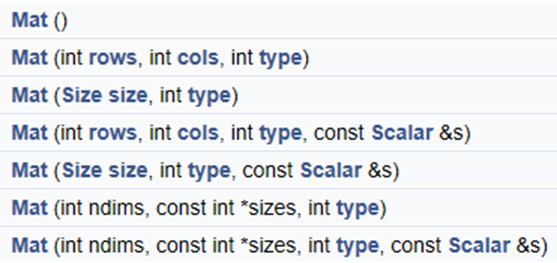 Mat ()
Mat (int rows, int cols, int type)
Mat (Size size, int type)
Mat (int rows, int cols, int type, const Scalar &s)
Mat (Size size, int type, const Scalar &s)
Mat (int ndims, const int *sizes, int type)
Mat (int ndims, const int *sizes, int type, const Scalar &s)